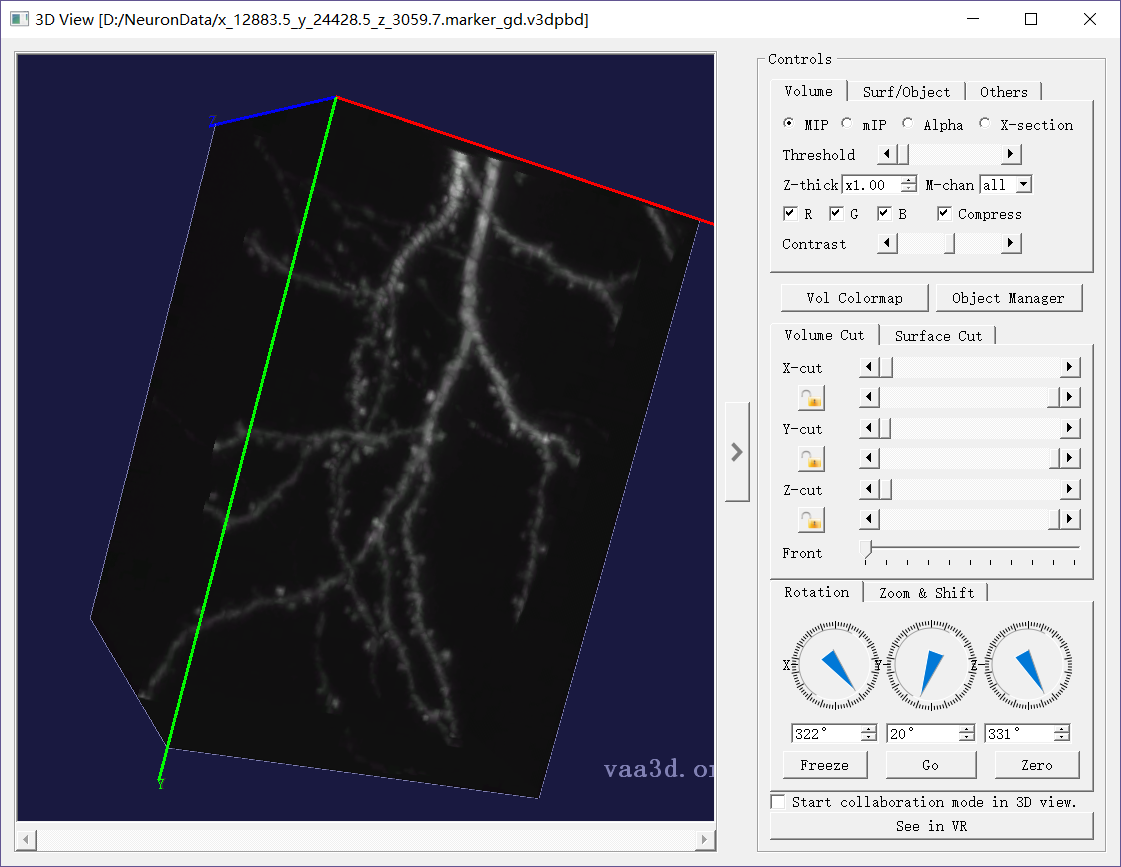 3D View [D:/NeuronData/x_12883.5_y_24428.5_z_3059.7.marker_gd.v3dpbd]
Z
Y
vaa3d. or
Controls
Volume Surf/Object Others
MIP mIP Alpha X-section
Threshold
Z-thick x1.00 M-chan all
R G B Compress
Contrast
Vol Colormap Object Manager
Volume Cut Surface Cut
X-cut
Y-cut
Z-cut
Front
Rotation Zoom & Shift
X Y Z
322° 20° 331°
Freeze Go Zero
Start collaboration mode in 3D view.
See in VR